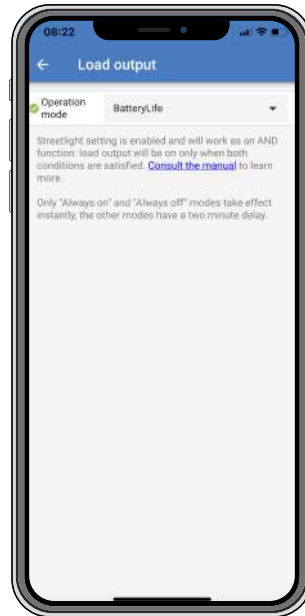 08:22
Load output
Operation mode
BatteryLife
Streetlight setting is enabled and will work as an AND
function: load output will be on only when both
conditions are satisfied. Consult the manual to learn
more.
Only "Always on" and "Always off" modes take effect
instantly, the other modes have a two minute delay.